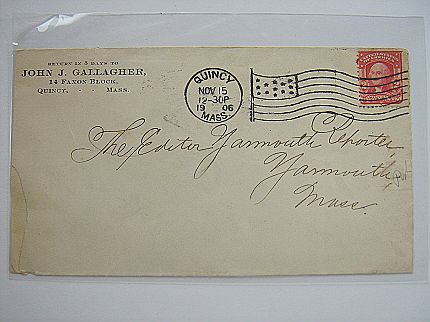 RETURN IN 5 DAYS TO
JOHN J. GALLAGHER,
14 FAXON BLOCK,
QUINCY, - - MASS.
QUINCY
NOV 15
12-30P
19 06
MASS.
The Editor Yarmouth Reporter,
Yarmouth,
Mass.